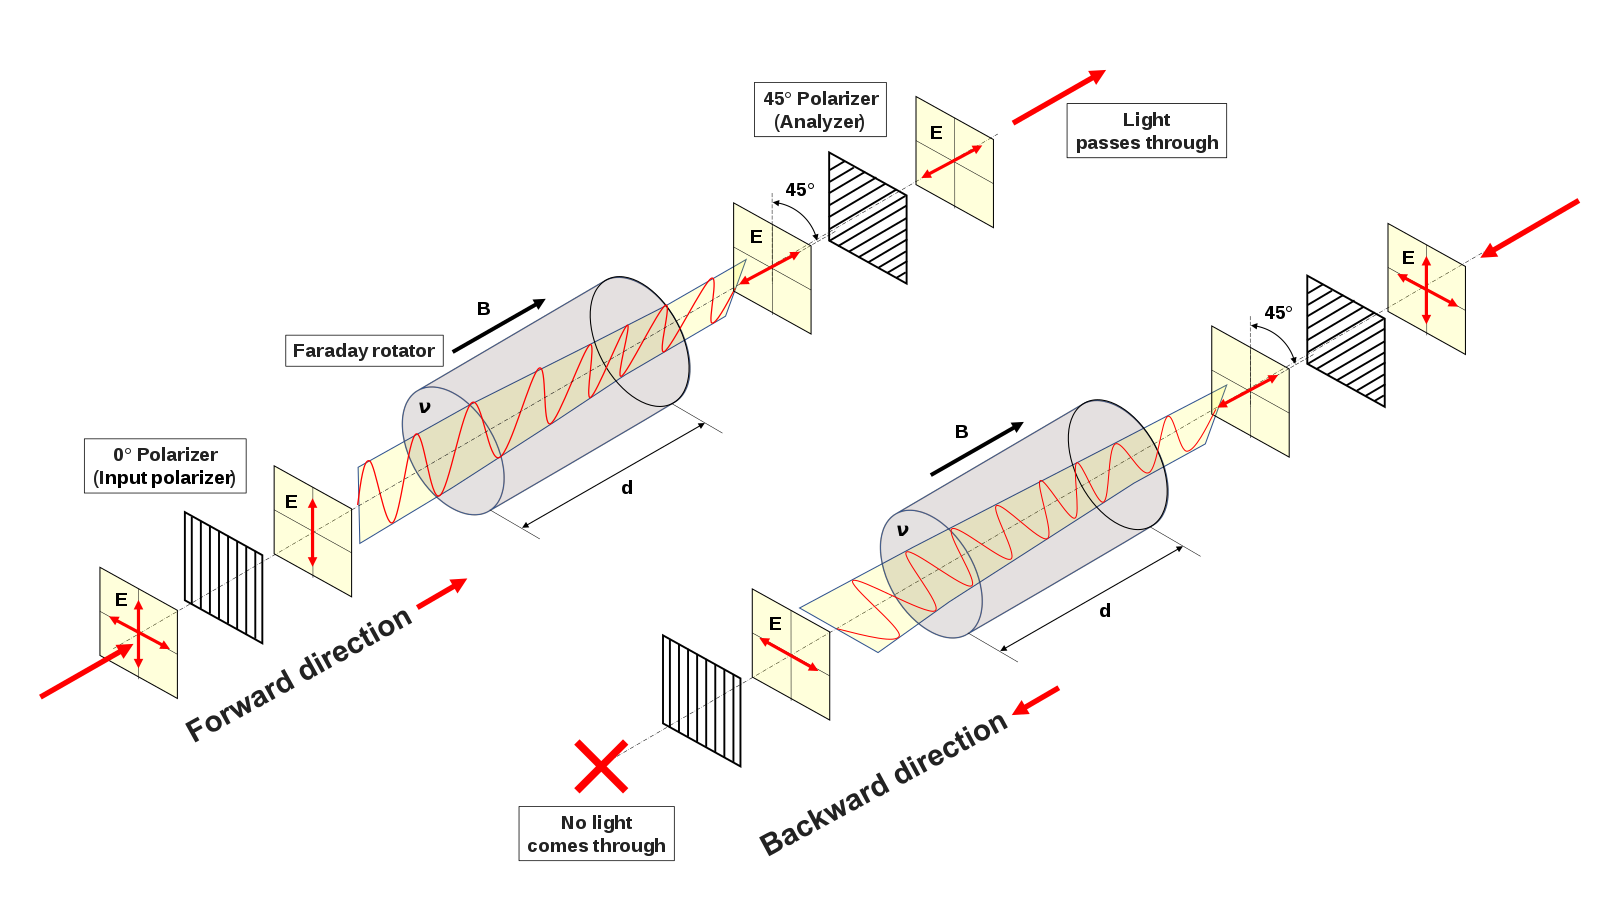 45° Polarizer
(Analyzer)
E
Light
passes through
45°
E
B
Faraday rotator
ν
d
0° Polarizer
(Input polarizer)
E
E
Forward direction
E
45°
B
ν
d
E
No light
comes through
Backward direction